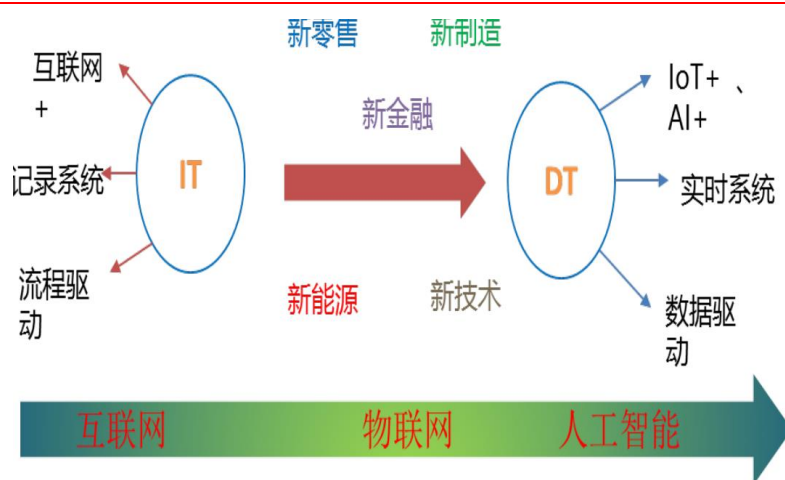 新零售
新制造
新金融
互联网
+
记录系统
流程驱
动
IT
DT
IoT+ 、
AI+
实时系统
数据驱
动
新能源
新技术
互联网
物联网
人工智能